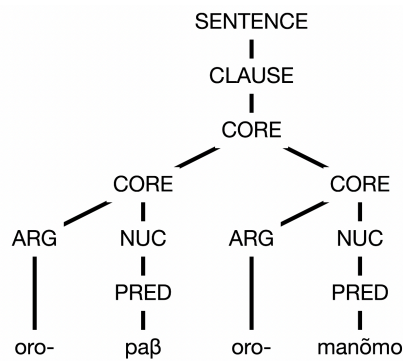 SENTENCE
CLAUSE
CORE
CORE CORE
ARG NUC ARG NUC
PRED PRED
oro- paβ oro- manõmo